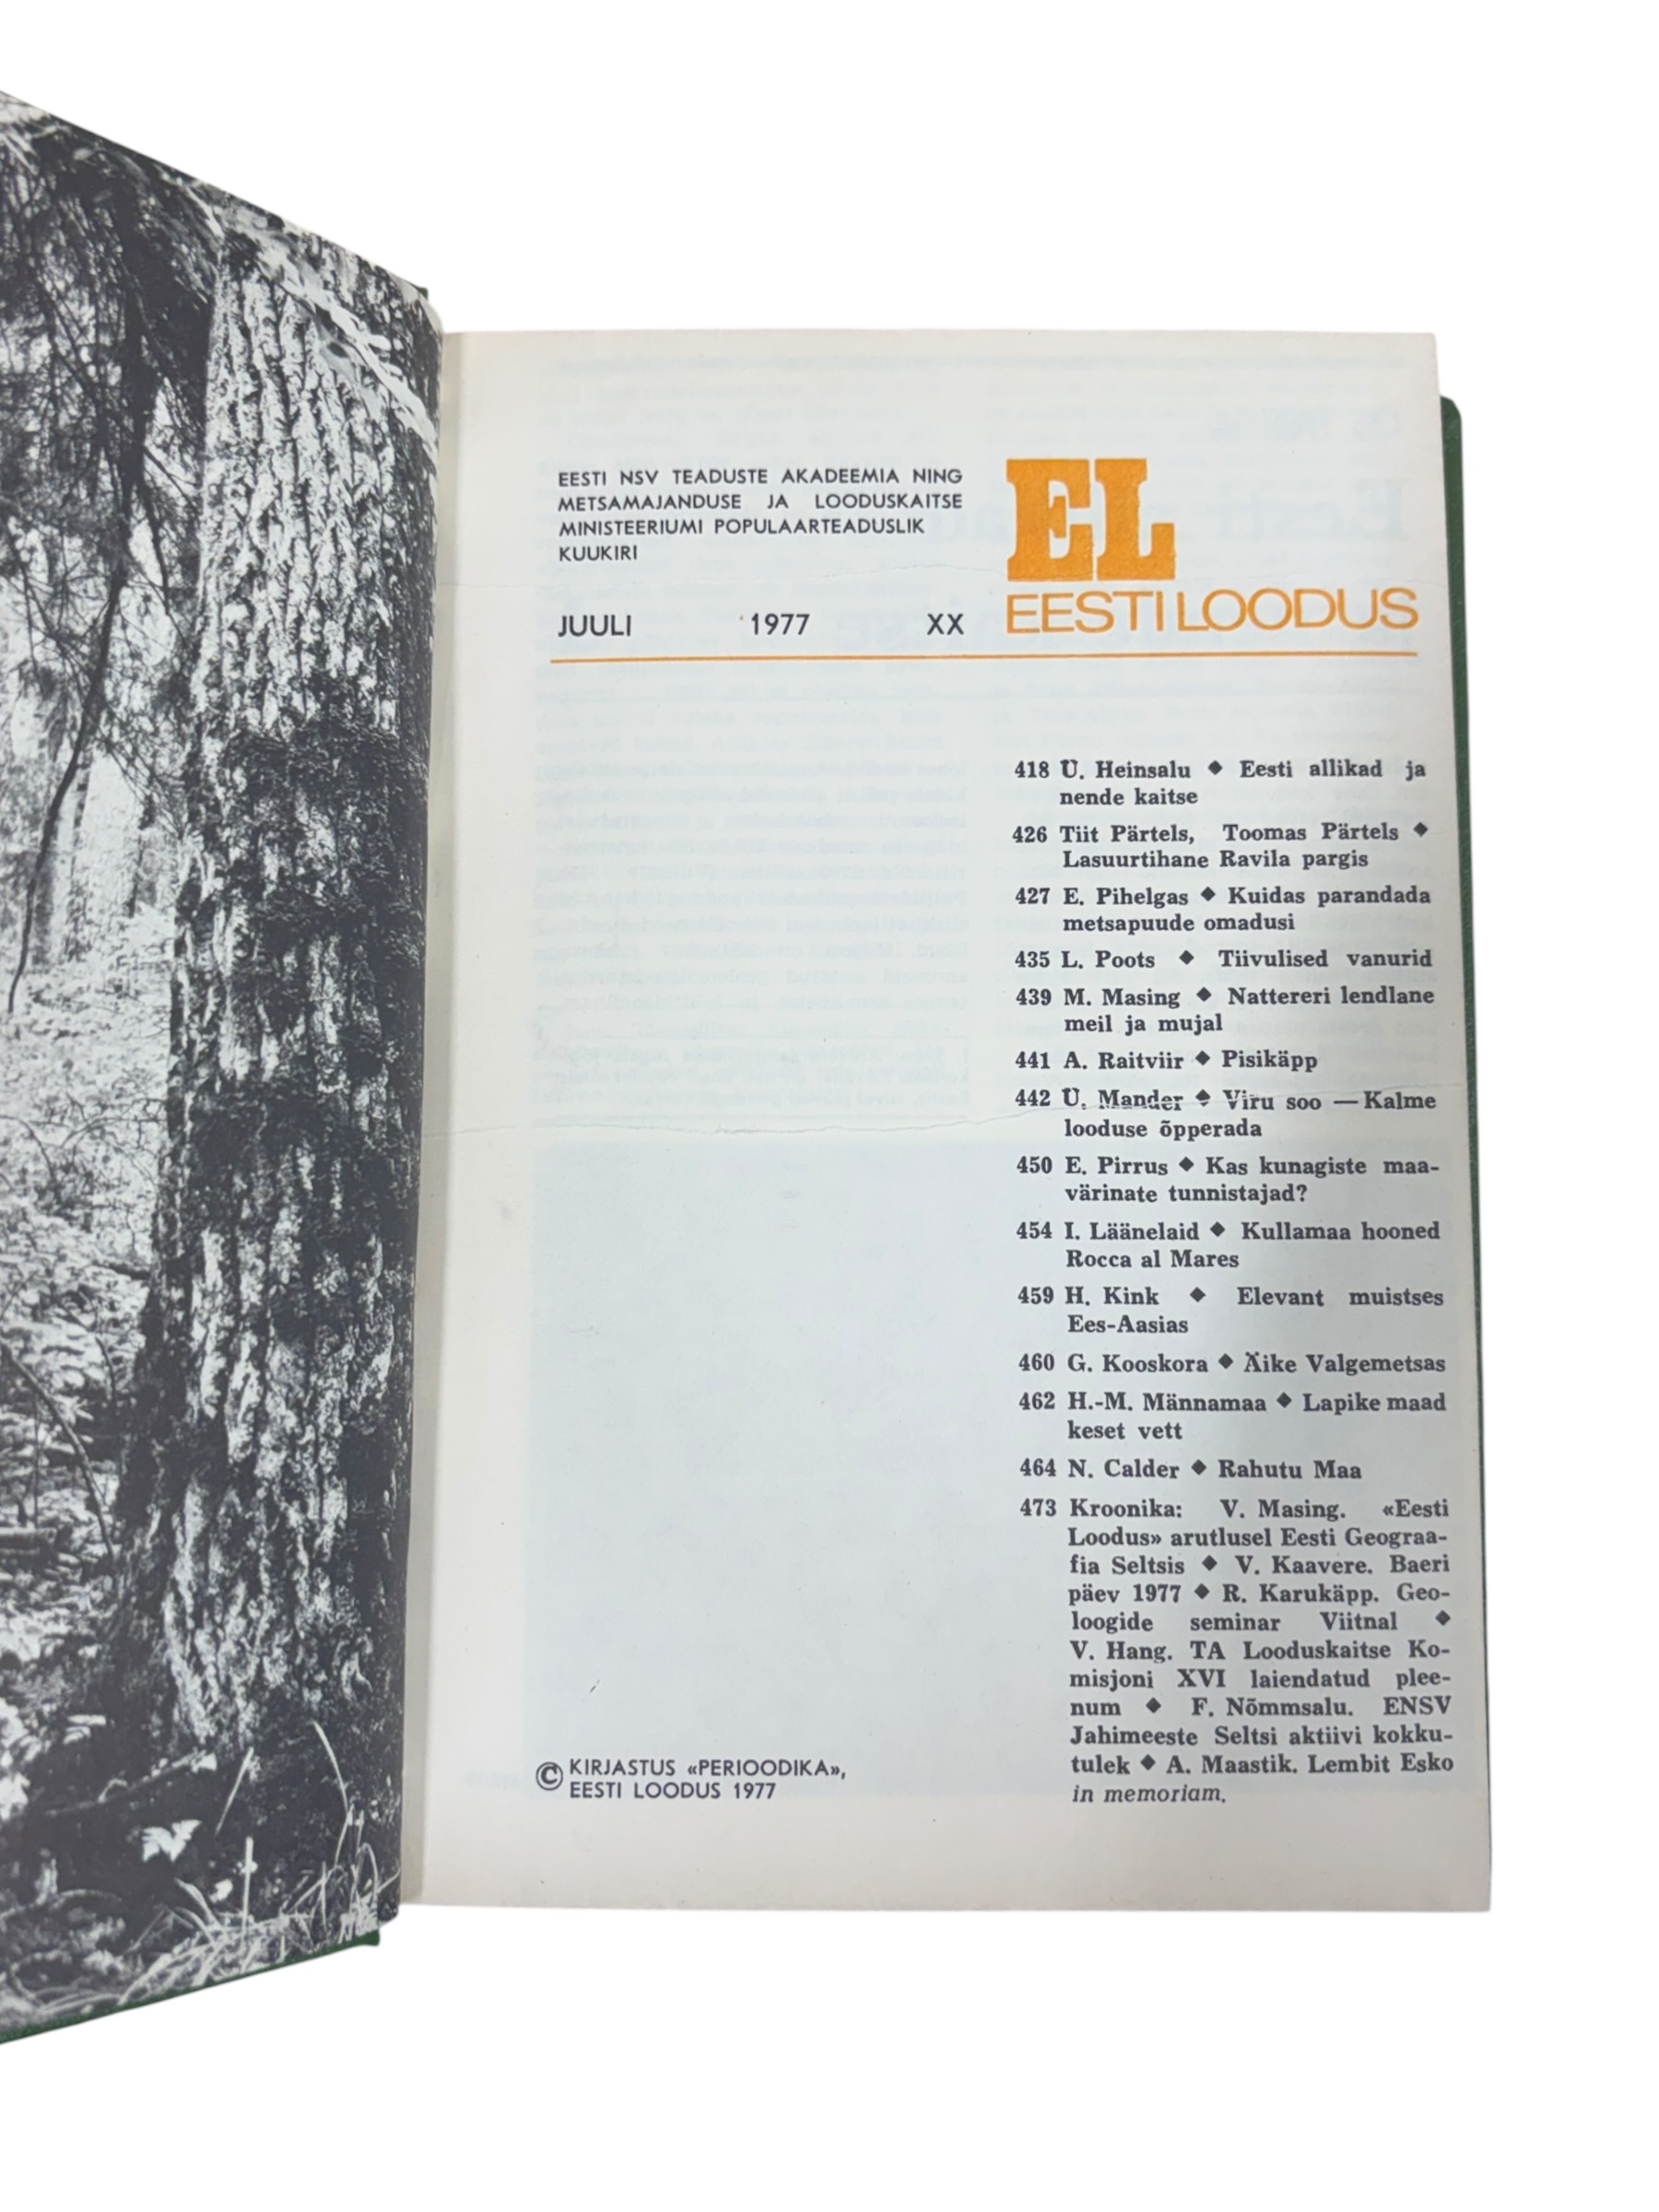 EESTI NSV TEADUSTE AKADEEMIA NING
METSAMAJANDUSE JA LOODUSKAITSE
MINISTEERIUMI POPULAARTEADUSLIK
KUUKIRI
JUULI 1977 XX
EL
EESTI LOODUS
418 Ü. Heinsalu ◆ Eesti allikad ja
nende kaitse
426 Tiit Pärtels, Toomas Pärtels ◆
Lasuurtihane Ravila pargis
427 E. Pihelgas ◆ Kuidas parandada
metsapuude omadusi
435 L. Poots ◆ Tiivulised vanurid
439 M. Masing ◆ Nattereri lendlane
meil ja mujal
441 A. Raitviir ◆ Pisikäpp
442 Ü. Mander ◆ Viru soo — Kalme
looduse õpperada
450 E. Pirrus ◆ Kas kunagiste maa-
värinate tunnistajad?
454 I. Läänelaid ◆ Kullamaa hooned
Rocca al Mares
459 H. Kink ◆ Elevant muistses
Ees-Aasias
460 G. Kooskora ◆ Äike Valgemetsas
462 H.-M. Männamaa ◆ Lapike maad
keset vett
464 N. Calder ◆ Rahutu Maa
473 Kroonika: V. Masing. «Eesti
Loodus» arutlusel Eesti Geograa-
fia Seltsis ◆ V. Kaavere. Baeri
päev 1977 ◆ R. Karukäpp. Geo-
loogide seminar Viitnal ◆
V. Hang. TA Looduskaitse Ko-
misjoni XVI laiendatud plee-
num ◆ F. Nõmmsalu. ENSV
Jahimeeste Seltsi aktiivi kokku-
tulek ◆ A. Maastik. Lembit Esko
in memoriam.
© KIRJASTUS «PERIOODIKA»,
EESTI LOODUS 1977